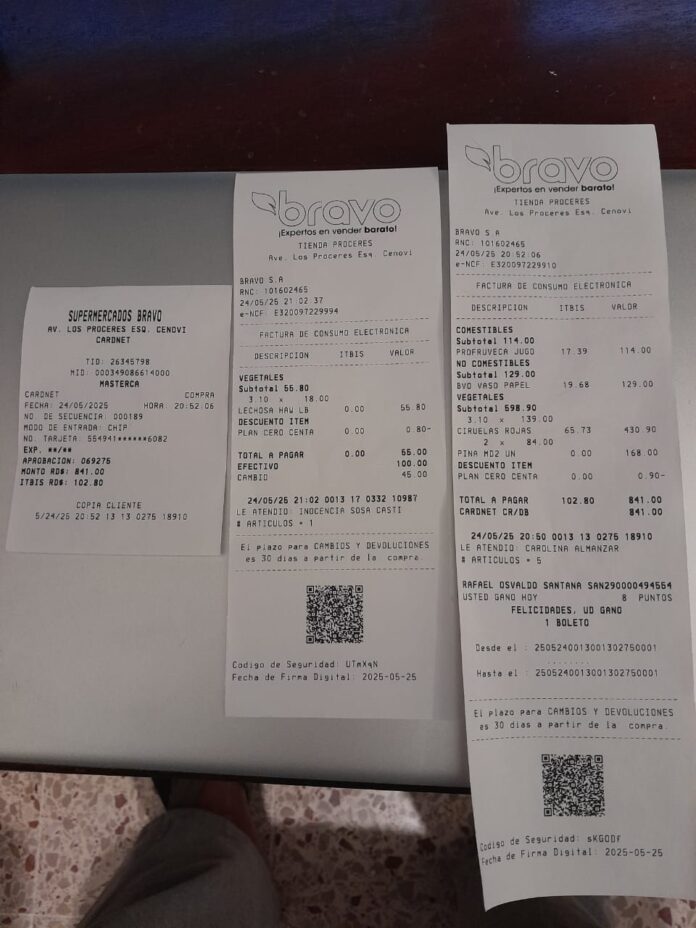 SUPERMERCADOS BRAVO
AV. LOS PROCERES ESQ. CENOVI
CARDNET
TID: 26345798
MID: 000349086614000
MASTERCA
CARDNET COMPRA
FECHA: 24/05/2025 HORA: 20:52:06
NO. DE SECUENCIA: 000189
MODO DE ENTRADA: CHIP
NO. TARJETA: 554941******6082
EXP. **/**
APROBACION: 069275
MONTO RD$: 841.00
ITBIS RD$: 102.80
COPIA CLIENTE
5/24/25 20:52 13 13 0275 18910
bravo
¡Expertos en vender barato!
TIENDA PROCERES
Ave. Los Proceres Esq. Cenovi
BRAVO S.A
RNC: 101602465
24/05/25 21:02:37
e-NCF: E320097229994
FACTURA DE CONSUMO ELECTRONICA
DESCRIPCION ITBIS VALOR
VEGETALES
Subtotal 55.80
3.10 x 18.00
LECHOSA HAW LB 0.00 55.80
DESCUENTO ITEM
PLAN CERO CENTA 0.00 0.80-
TOTAL A PAGAR 0.00 55.00
EFECTIVO 100.00
CAMBIO 45.00
24/05/25 21:02 0013 17 0332 10987
LE ATENDIO: INOCENCIA SOSA CASTI
# ARTICULOS = 1
El plazo para CAMBIOS Y DEVOLUCIONES
es 30 dias a partir de la compra.
Codigo de Seguridad: UTmXqN
Fecha de Firma Digital: 2025-05-25
bravo
¡Expertos en vender barato!
TIENDA PROCERES
Ave. Los Proceres Esq. Cenovi
BRAVO S.A
RNC: 101602465
24/05/25 20:52:06
e-NCF: E320097229910
FACTURA DE CONSUMO ELECTRONICA
DESCRIPCION ITBIS VALOR
COMESTIBLES
Subtotal 114.00
PROFRUVECA JUGO 17.39 114.00
NO COMESTIBLES
Subtotal 129.00
BVO VASO PAPEL 19.68 129.00
VEGETALES
Subtotal 598.90
3.10 x 139.00
CIRUELAS ROJAS 65.73 430.90
2 x 84.00
PINA MD2 UN 0.00 168.00
DESCUENTO ITEM
PLAN CERO CENTA 0.00 0.90-
TOTAL A PAGAR 102.80 841.00
CARDNET CR/DB 841.00
24/05/25 20:50 0013 13 0275 18910
LE ATENDIO: CAROLINA ALMANZAR
# ARTICULOS = 5
RAFAEL OSVALDO SANTANA SAN290000494554
USTED GANO HOY 8 PUNTOS
FELICIDADES, UD GANO
1 BOLETO
Desde el : 2505240013001302750001
........
Hasta el : 2505240013001302750001
El plazo para CAMBIOS Y DEVOLUCIONES
es 30 dias a partir de la compra.
Codigo de Seguridad: sKGODF
Fecha de Firma Digital: 2025-05-25